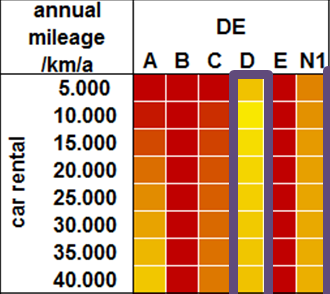 annual
mileage
/km/a
DE
A B C D E N1
car rental
5.000
10.000
15.000
20.000
25.000
30.000
35.000
40.000